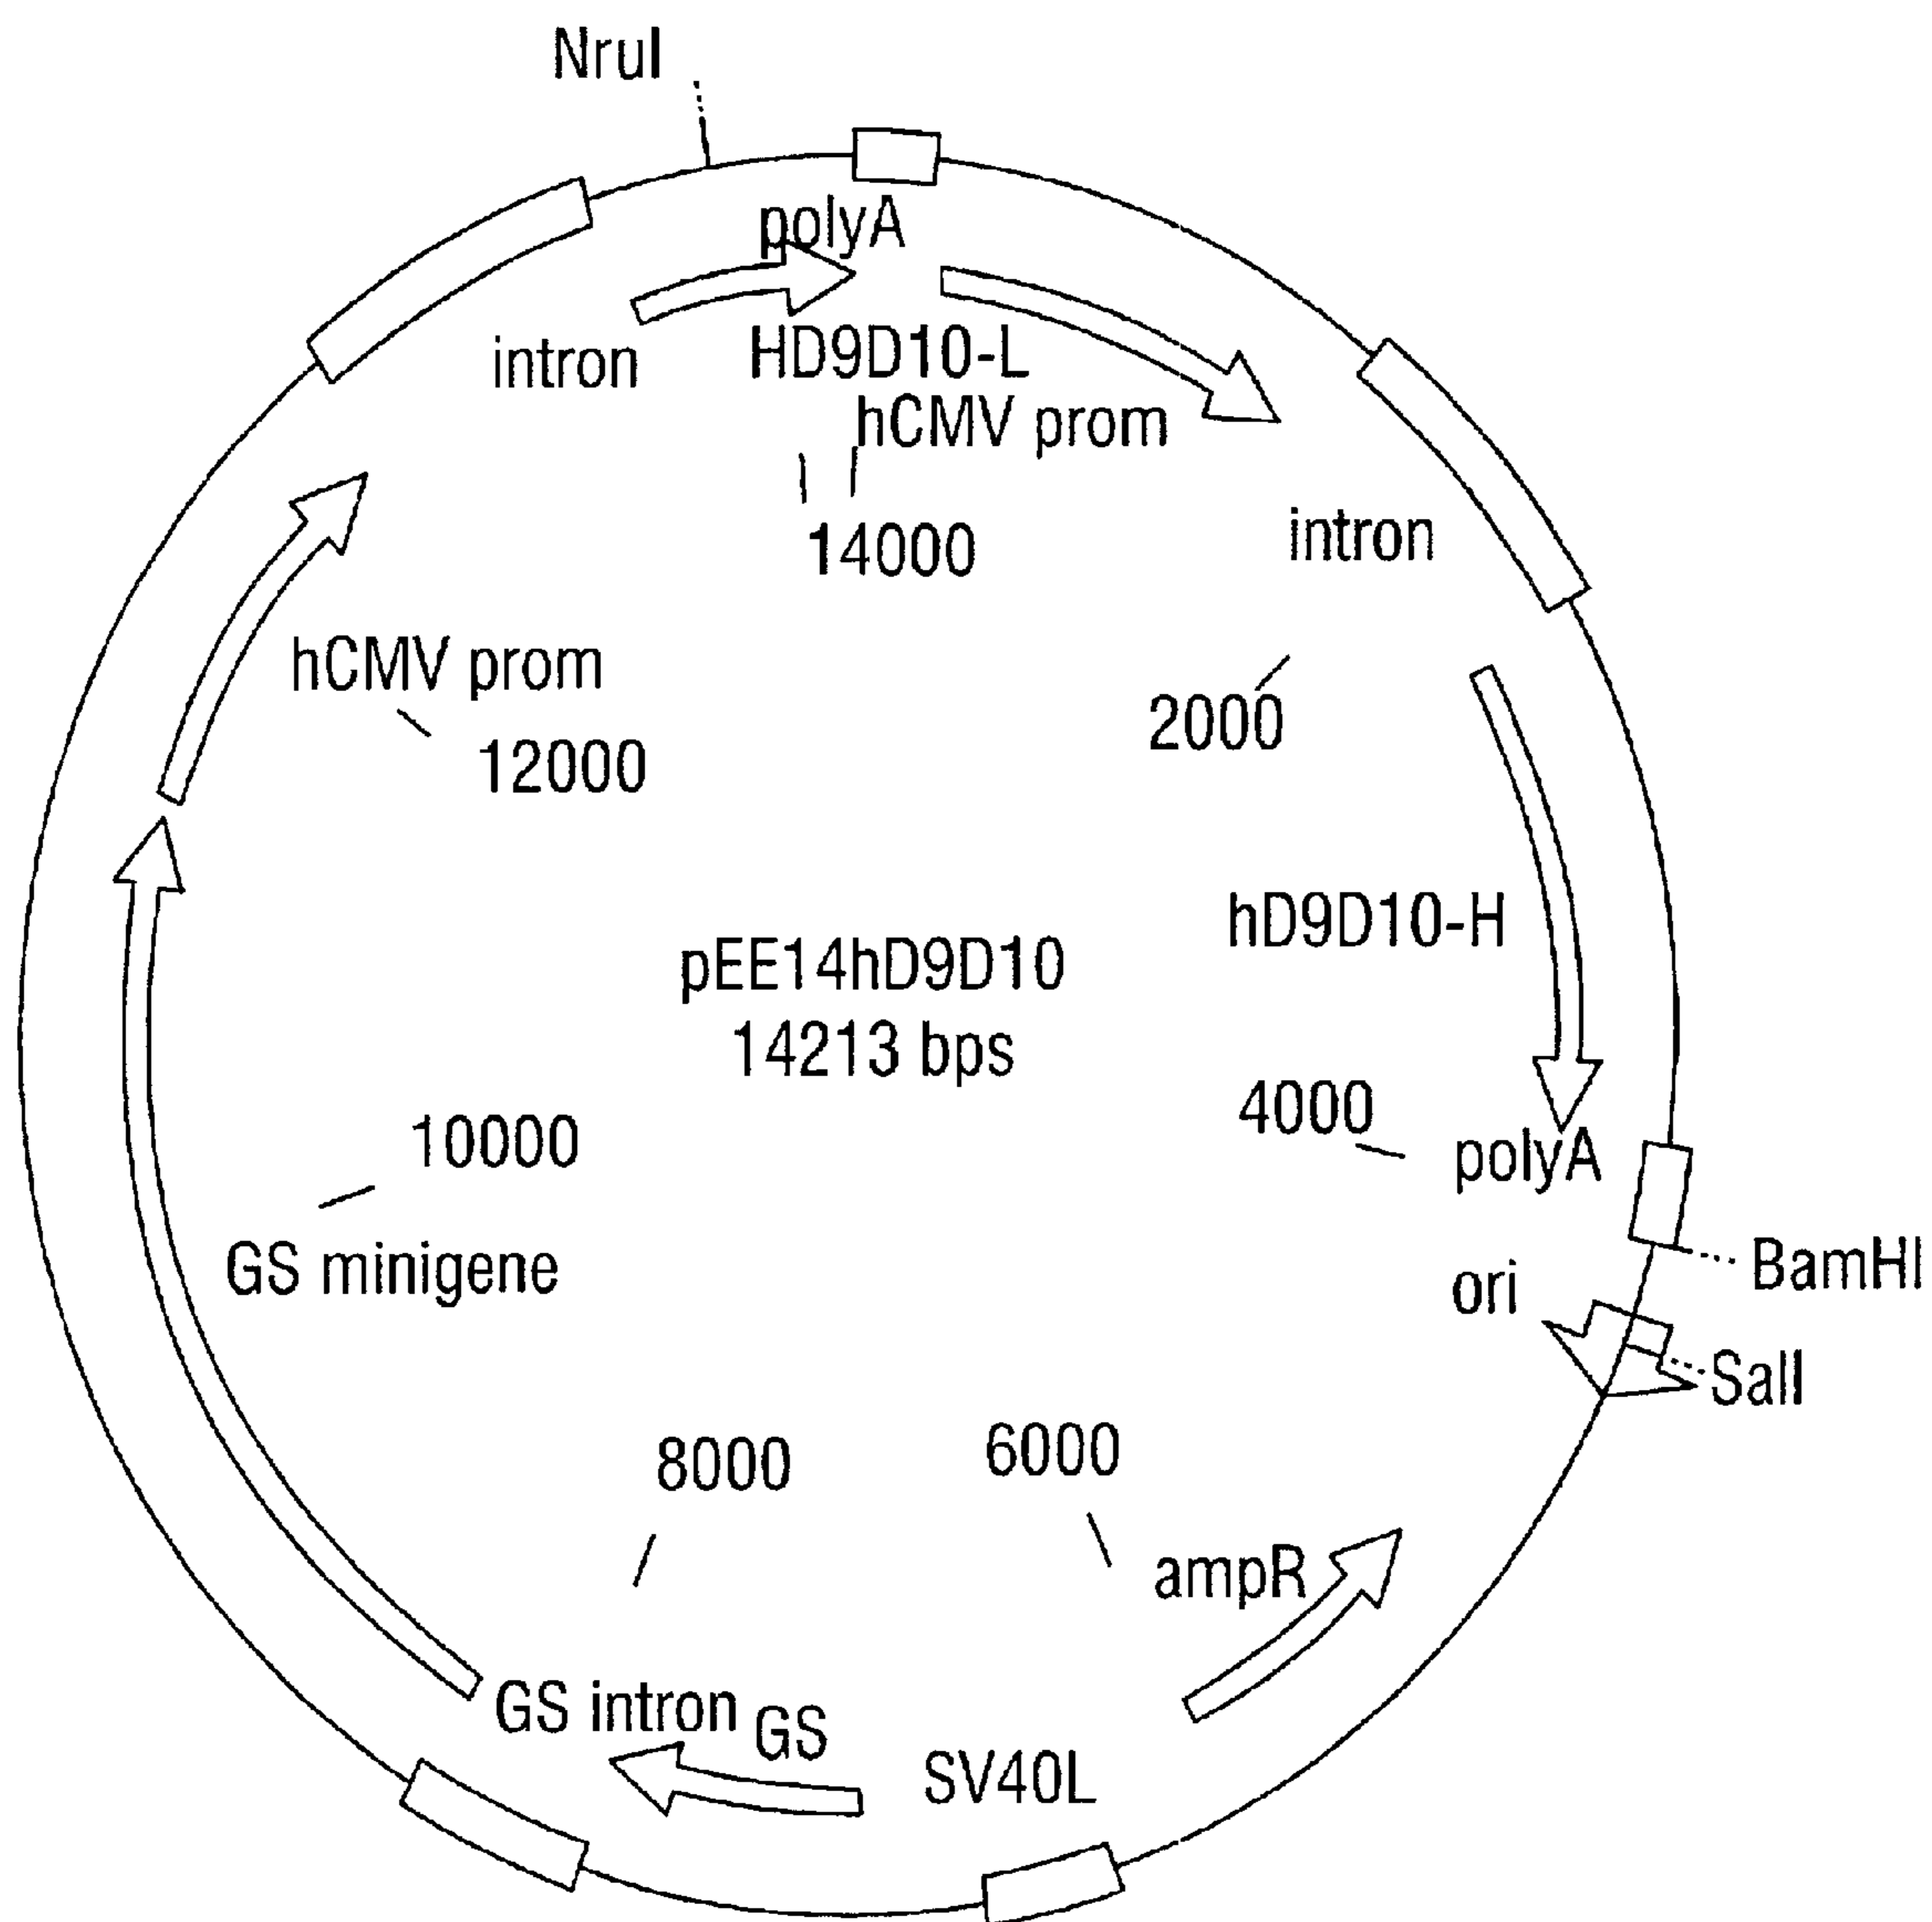 NruI
polyA
intron
HD9D10-L
hCMV prom
14000
intron
hCMV prom
2000
12000
hD9D10-H
pEE14hD9D10
14213 bps
4000
10000
polyA
GS minigene
BamHI
ori
SalI
8000
6000
ampR
GS intron
GS
SV40L